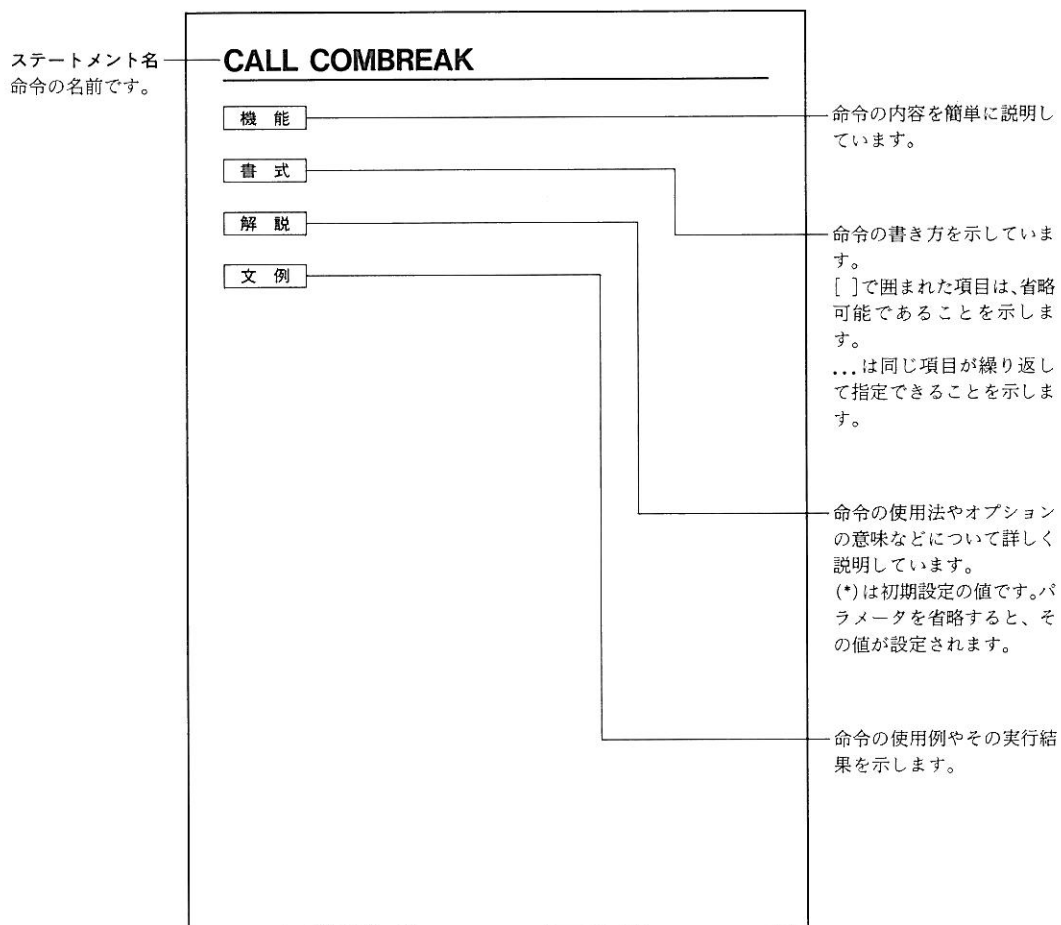 ステートメント名
命令の名前です。
CALL COMBREAK
機 能
命令の内容を簡単に説明し
ています。
書 式
命令の書き方を示していま
す。
[ ]で囲まれた項目は、省略
可能であることを示しま
す。
...は同じ項目が繰り返し
て指定できることを示しま
す。
解 説
命令の使用法やオプション
の意味などについて詳しく
説明しています。
(*)は初期設定の値です。パ
ラメータを省略すると、そ
の値が設定されます。
文 例
命令の使用例やその実行結
果を示します。